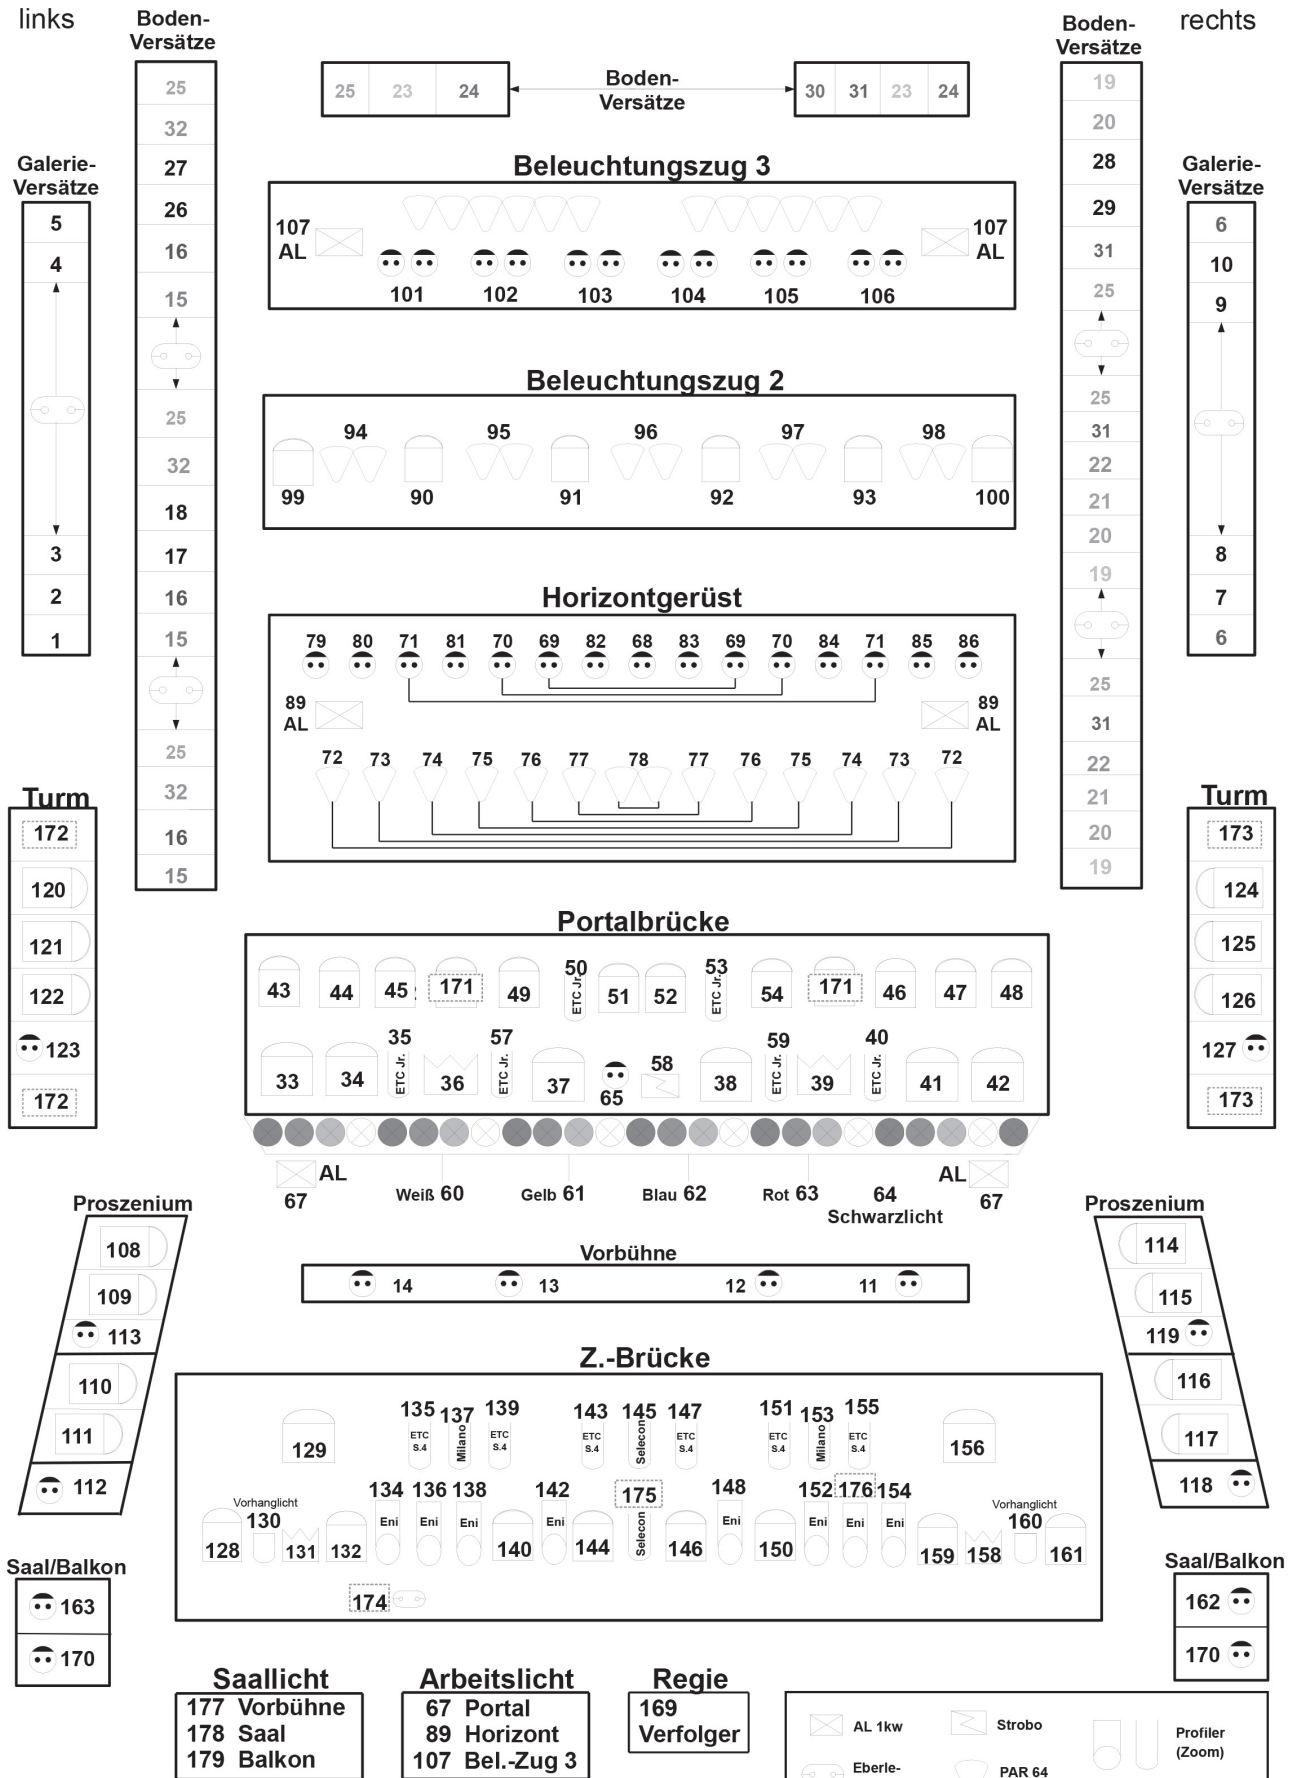 links
rechts
Boden-
Versätze
25
32
27
26
16
15
25
32
18
17
16
15
25
32
16
15
Galerie-
Versätze
5
4
3
2
1
25 23 24
Boden-
Versätze
30 31 23 24
Boden-
Versätze
19
20
28
29
31
25
25
31
22
21
20
19
25
31
22
21
20
19
Galerie-
Versätze
6
10
9
8
7
6
Beleuchtungszug 3
107
AL
107
AL
101 102 103 104 105 106
Beleuchtungszug 2
94 95 96 97 98
99 90 91 92 93 100
Horizontgerüst
79 80 71 81 70 69 82 68 83 69 70 84 71 85 86
89
AL
89
AL
72 73 74 75 76 77 78 77 76 75 74 73 72
Turm
172
120
121
122
123
172
Turm
173
124
125
126
127
173
Portalbrücke
43 44 45 171 49 50 ETC Jr. 51 52 53 ETC Jr. 54 171 46 47 48
35 57 58 59 40
33 34 ETC Jr. 36 ETC Jr. 37 65 38 ETC Jr. 39 ETC Jr. 41 42
AL
67
Weiß 60 Gelb 61 Blau 62 Rot 63 64
Schwarzlicht
AL
67
Proszenium
108
109
113
110
111
112
Proszenium
114
115
119
116
117
118
Vorbühne
14 13 12 11
Z.-Brücke
135 137 139 143 145 147 151 153 155
ETC
S.4
Milano
ETC
S.4
ETC
S.4
Selecon
ETC
S.4
ETC
S.4
Milano
ETC
S.4
129 156
134 136 138 142 175 148 152 176 154
Vorhanglicht
130
Vorhanglicht
160
Eni Eni Eni Eni Selecon Eni Eni Eni Eni
128 131 132 140 144 146 150 159 158 161
174
Saal/Balkon
163
170
Saal/Balkon
162
170
Saallicht
177 Vorbühne
178 Saal
179 Balkon
Arbeitslicht
67 Portal
89 Horizont
107 Bel.-Zug 3
Regie
169
Verfolger
AL 1kw
Strobo
Profiler
(Zoom)
Eberle-
PAR 64